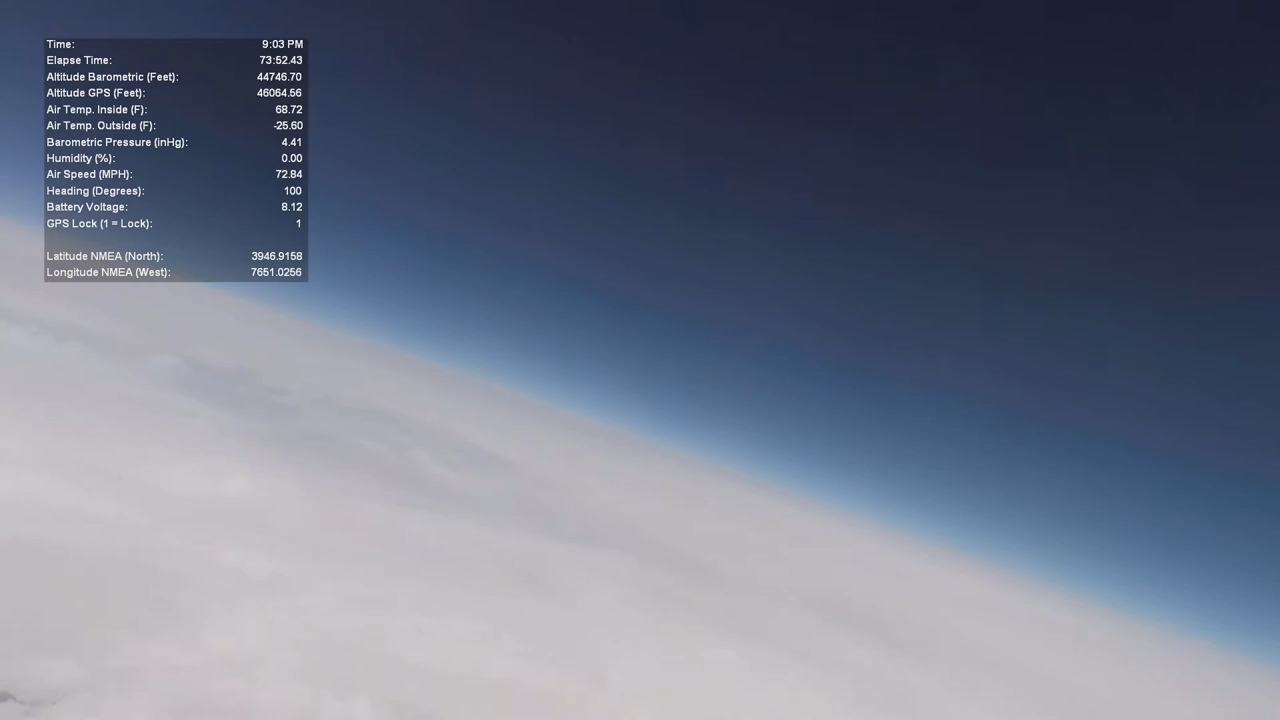 Time: 9:03 PM
Elapse Time: 73:52.43
Altitude Barometric (Feet): 44746.70
Altitude GPS (Feet): 46064.56
Air Temp. Inside (F): 68.72
Air Temp. Outside (F): -25.60
Barometric Pressure (inHg): 4.41
Humidity (%): 0.00
Air Speed (MPH): 72.84
Heading (Degrees): 100
Battery Voltage: 8.12
GPS Lock (1 = Lock): 1
Latitude NMEA (North): 3946.9158
Longitude NMEA (West): 7651.0256